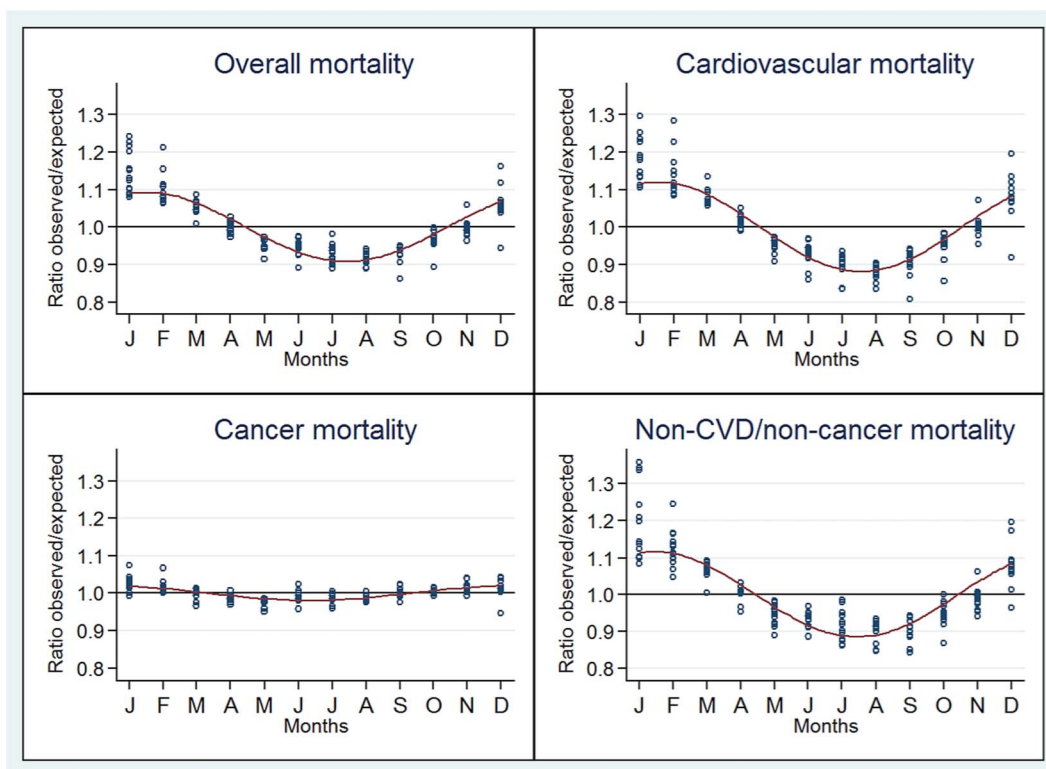 Overall mortality
Ratio observed/expected
1.3
1.2
1.1
1.0
0.9
0.8
J F M A M J J A S O N D
Months
Cardiovascular mortality
Ratio observed/expected
1.3
1.2
1.1
1.0
0.9
0.8
J F M A M J J A S O N D
Months
Cancer mortality
Ratio observed/expected
1.3
1.2
1.1
1.0
0.9
0.8
J F M A M J J A S O N D
Months
Non-CVD/non-cancer mortality
Ratio observed/expected
1.3
1.2
1.1
1.0
0.9
0.8
J F M A M J J A S O N D
Months